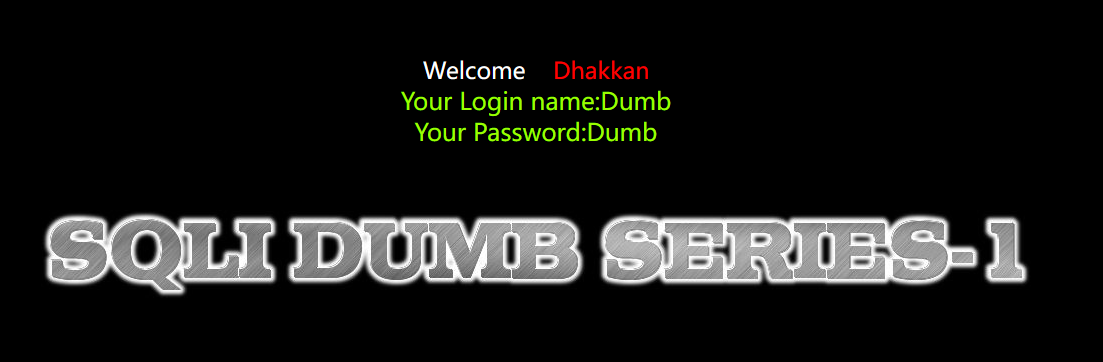 Welcome Dhakkan
Your Login name:Dumb
Your Password:Dumb
SQLI DUMB SERIES-1